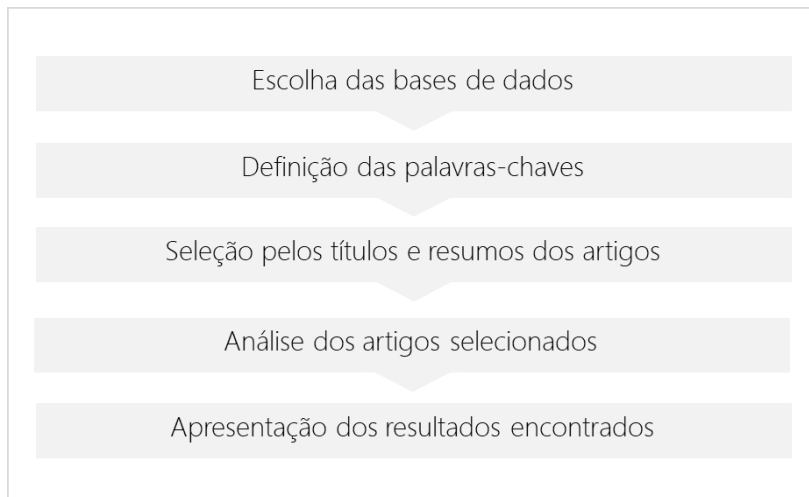 Escolha das bases de dados
Definição das palavras-chaves
Seleção pelos títulos e resumos dos artigos
Análise dos artigos selecionados
Apresentação dos resultados encontrados